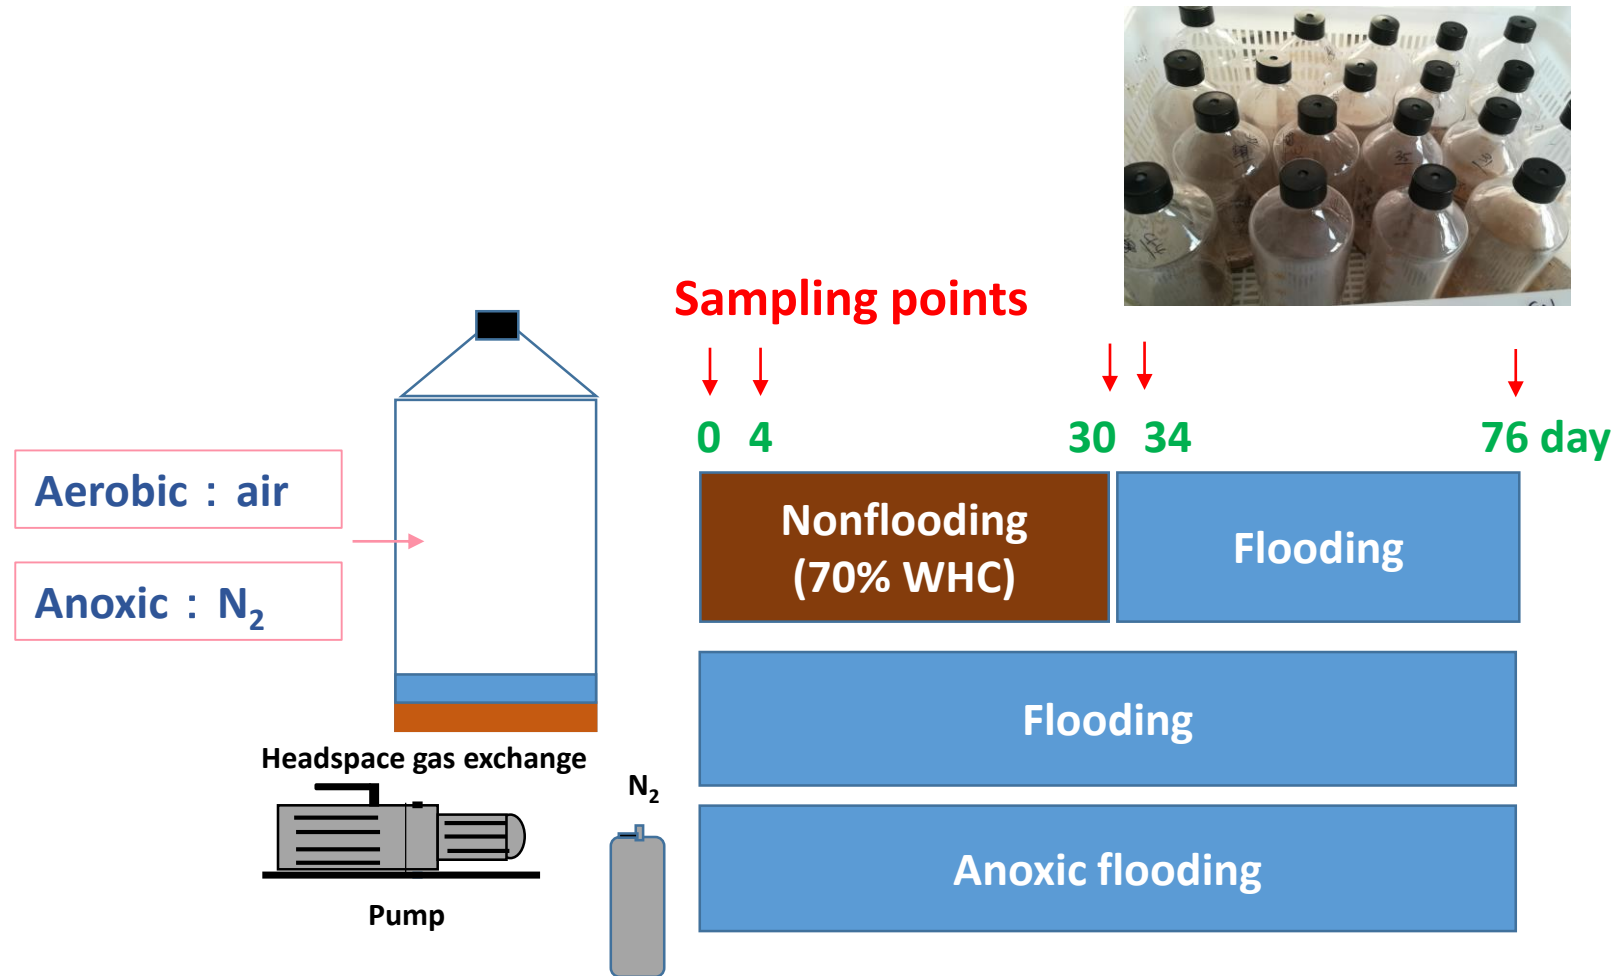 Sampling points
0 4 30 34 76 day
Aerobic : air
Anoxic : N₂
Nonflooding
(70% WHC)
Flooding
Flooding
Anoxic flooding
Headspace gas exchange
N₂
Pump
35